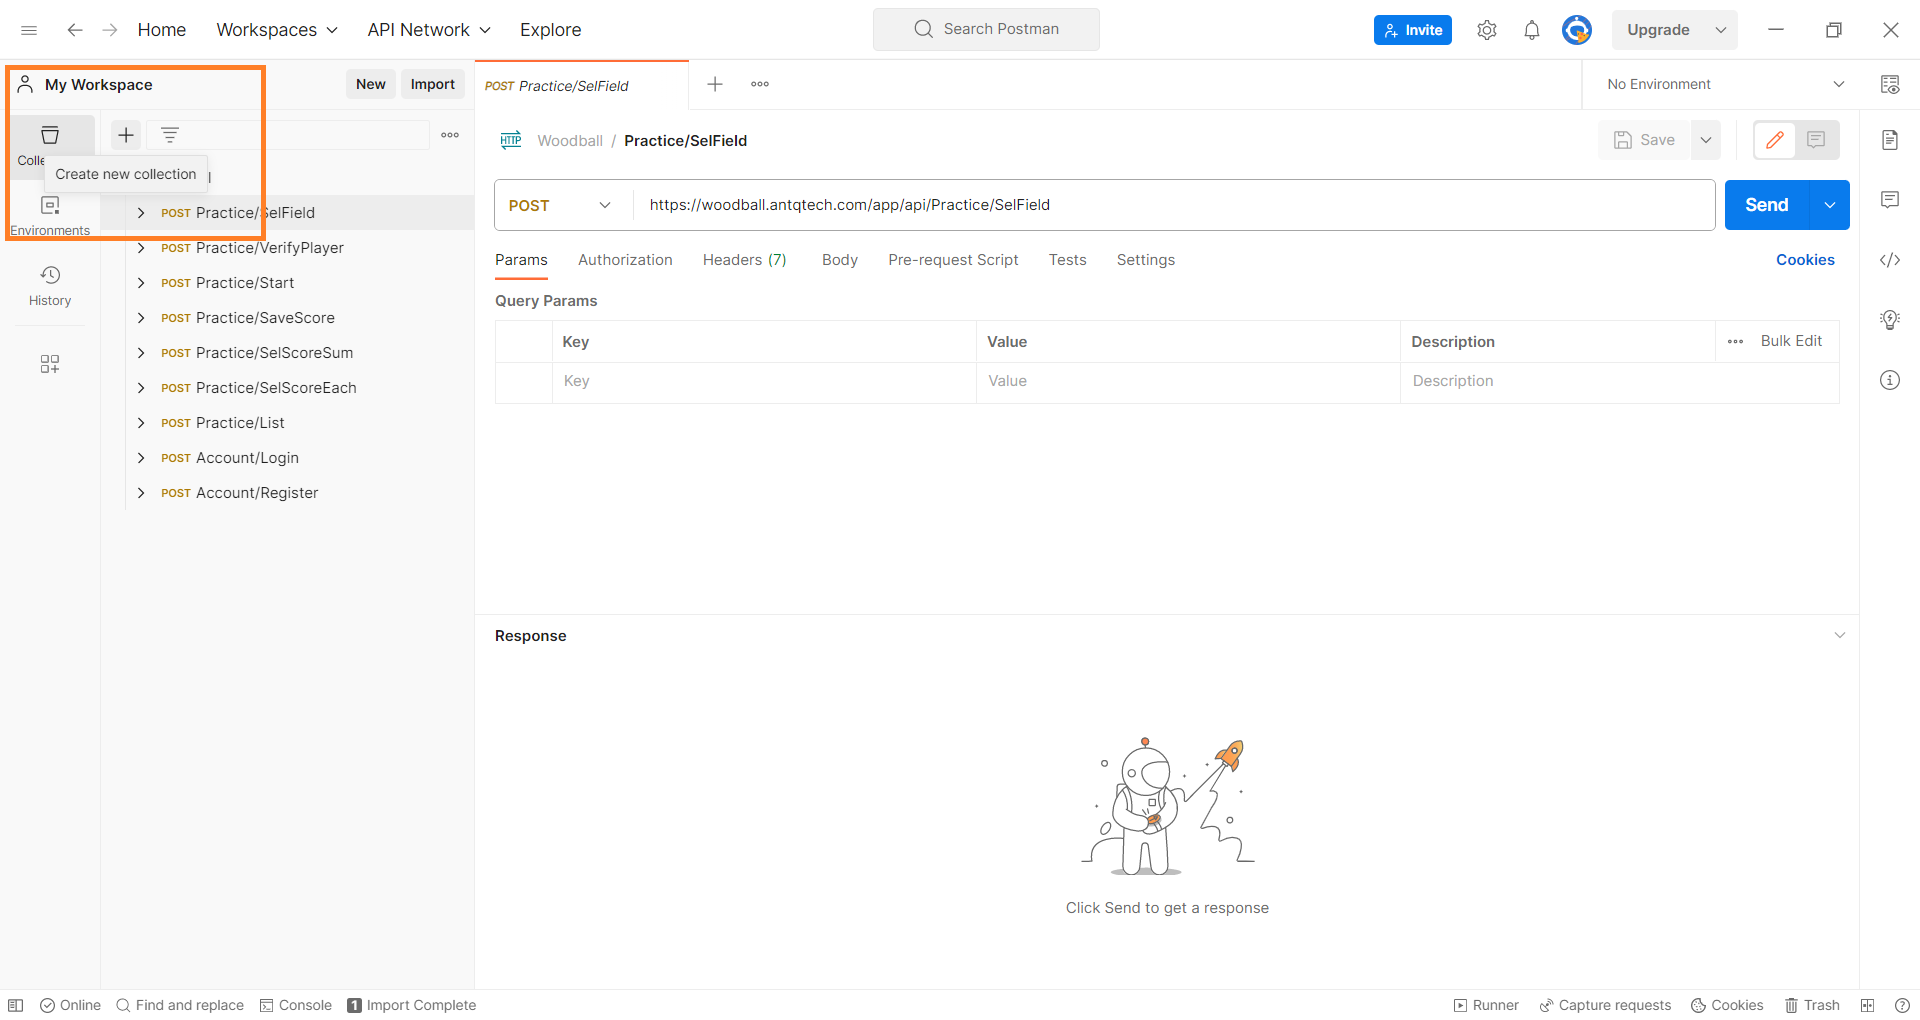 Home Workspaces API Network Explore Search Postman Invite Upgrade
My Workspace New Import POST Practice/SelField No Environment
HTTP Woodball / Practice/SelField Save
Create new collection
Environments
History
POST Practice/SelField
POST Practice/VerifyPlayer
POST Practice/Start
POST Practice/SaveScore
POST Practice/SelScoreSum
POST Practice/SelScoreEach
POST Practice/List
POST Account/Login
POST Account/Register
POST https://woodball.antqtech.com/app/api/Practice/SelField Send
Params Authorization Headers (7) Body Pre-request Script Tests Settings Cookies
Query Params
Key Value Description Bulk Edit
Key Value Description
Response
Click Send to get a response
Online Find and replace Console 1 Import Complete Runner Capture requests Cookies Trash